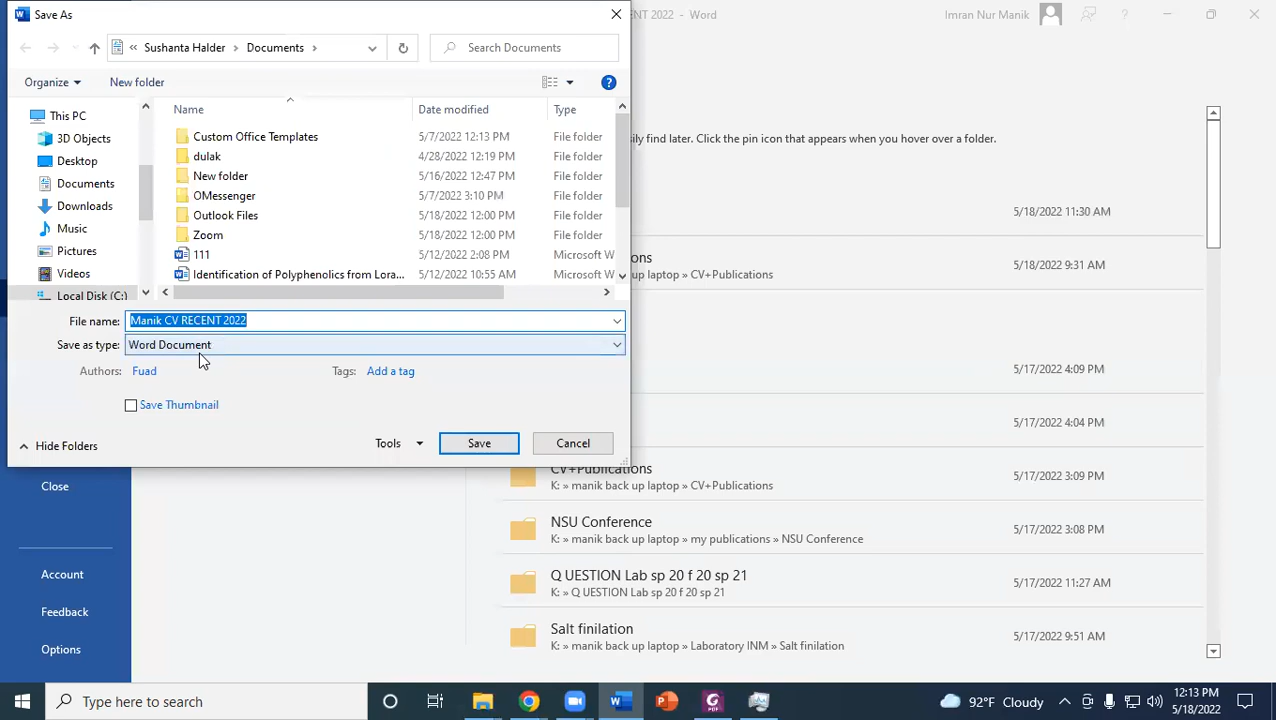 Save As
2022 - Word
Imran Nur Manik
Sushanta Halder > Documents >
Search Documents
Organize
New folder
Name
Date modified
Type
This PC
3D Objects
Desktop
Documents
Downloads
Music
Pictures
Videos
Local Disk (C:)
Custom Office Templates 5/7/2022 12:13 PM File folder
dulak 4/28/2022 12:19 PM File folder
New folder 5/16/2022 12:47 PM File folder
OMessenger 5/7/2022 3:10 PM File folder
Outlook Files 5/18/2022 12:00 PM File folder
Zoom 5/18/2022 12:00 PM File folder
111 5/12/2022 2:08 PM Microsoft W
Identification of Polyphenolics from Lora... 5/12/2022 10:55 AM Microsoft W
File name: Manik CV RECENT 2022
Save as type: Word Document
Authors: Fuad
Tags: Add a tag
Save Thumbnail
Hide Folders
Tools
Save
Cancel
easily find later. Click the pin icon that appears when you hover over a folder.
5/18/2022 11:30 AM
ons
back up laptop » CV+Publications
5/18/2022 9:31 AM
5/17/2022 4:09 PM
5/17/2022 4:04 PM
CV+Publications
K: » manik back up laptop » CV+Publications
5/17/2022 3:09 PM
NSU Conference
K: » manik back up laptop » my publications » NSU Conference
5/17/2022 3:08 PM
Q UESTION Lab sp 20 f 20 sp 21
K: » Q UESTION Lab sp 20 f 20 sp 21
5/17/2022 11:27 AM
Salt finilation
K: » manik back up laptop » Laboratory INM » Salt finilation
5/17/2022 9:51 AM
Close
Account
Feedback
Options
Type here to search
92°F Cloudy
12:13 PM
5/18/2022